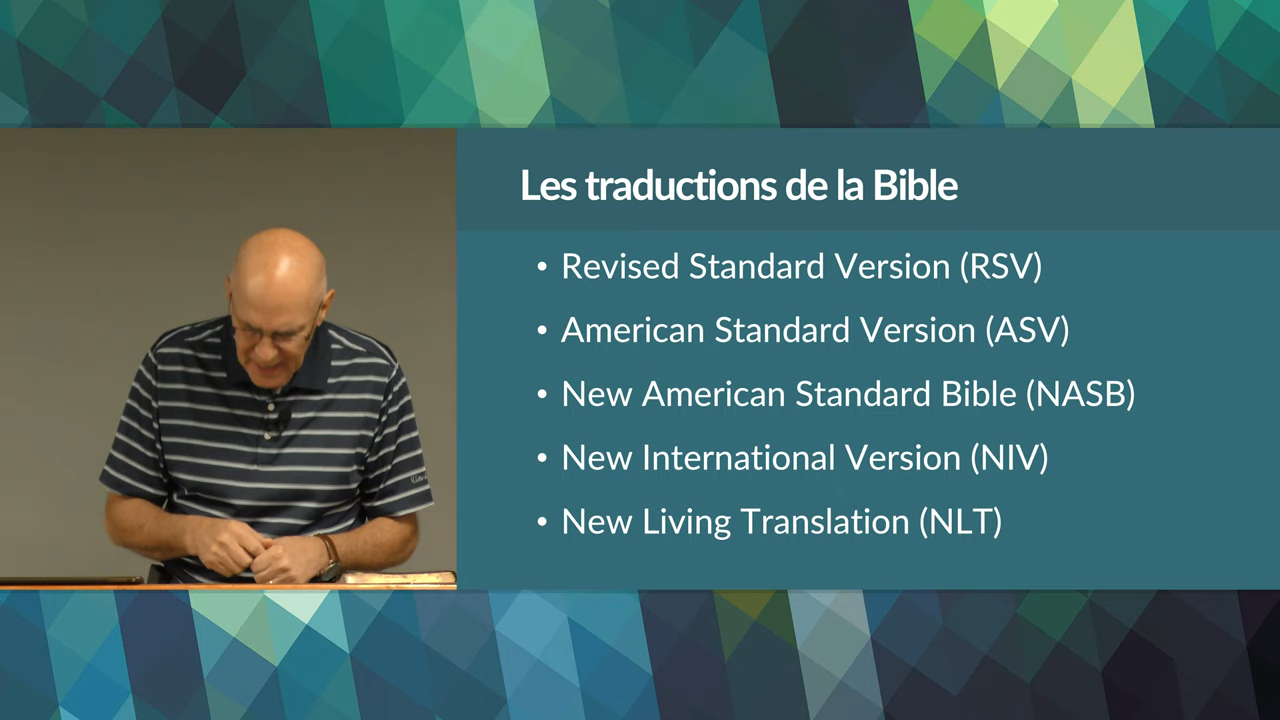 Les traductions de la Bible
• Revised Standard Version (RSV)
• American Standard Version (ASV)
• New American Standard Bible (NASB)
• New International Version (NIV)
• New Living Translation (NLT)